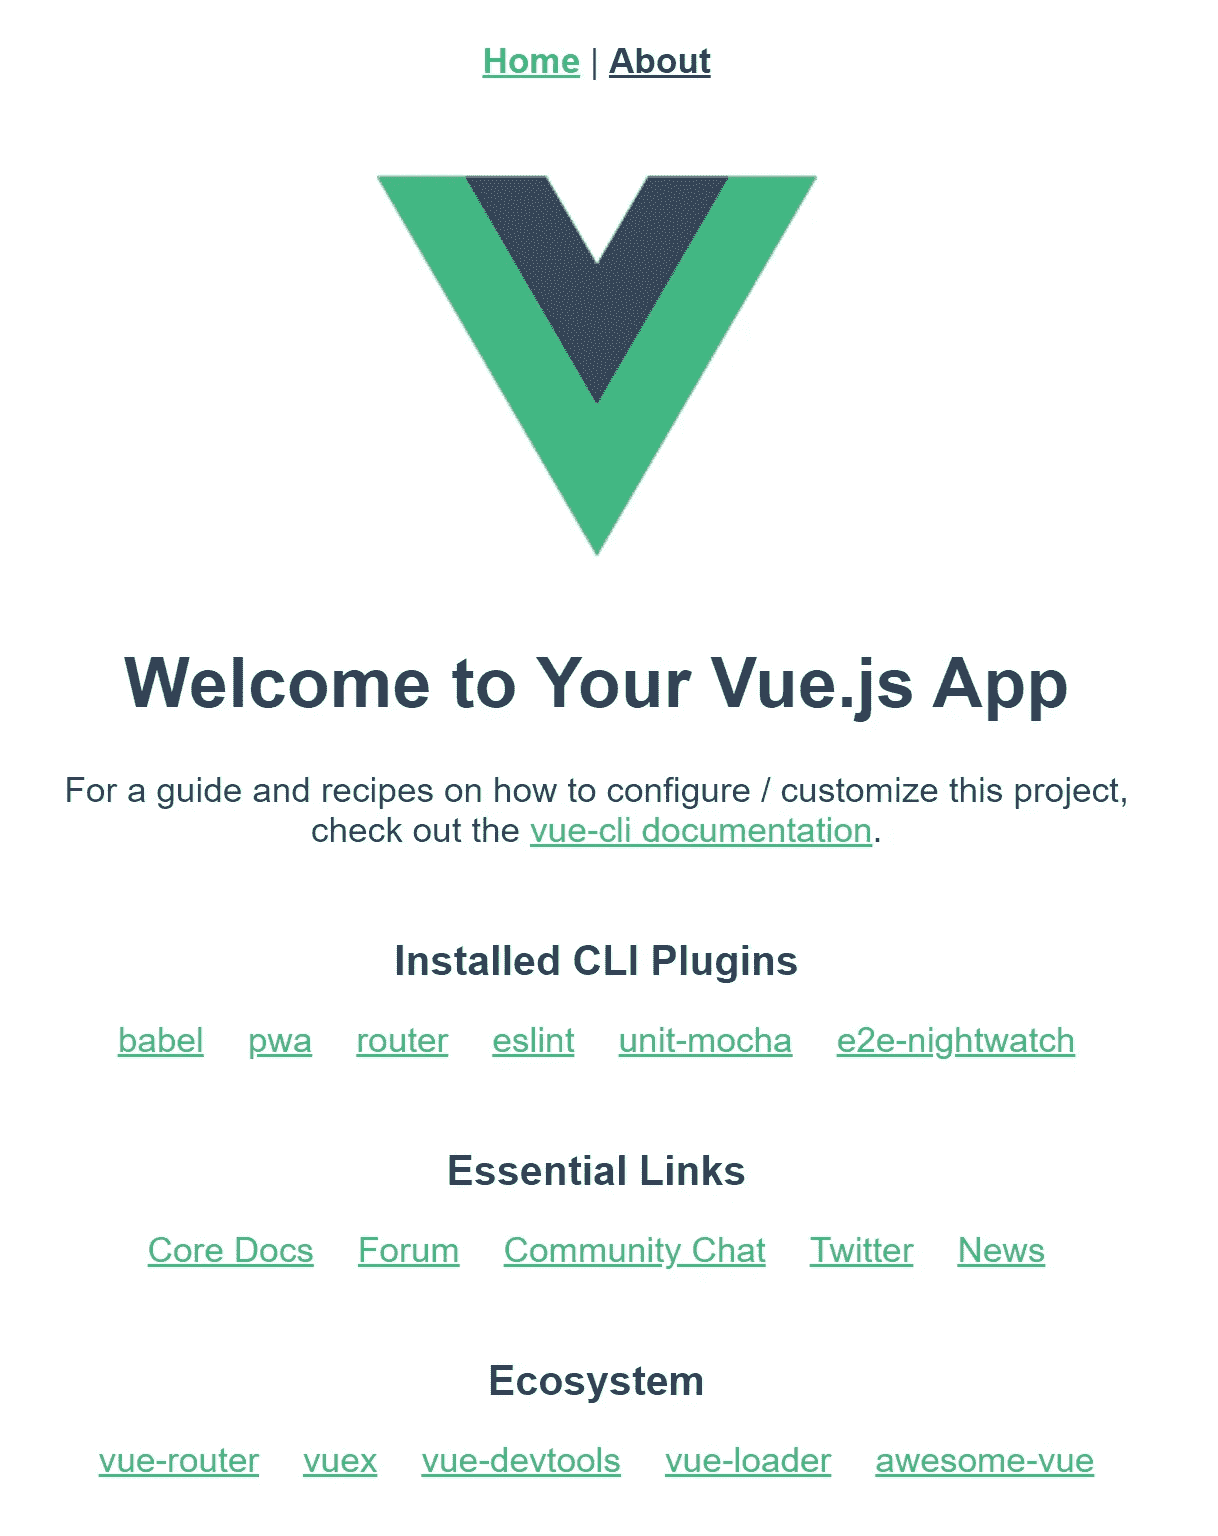 Home | About
Welcome to Your Vue.js App
For a guide and recipes on how to configure / customize this project,
check out the vue-cli documentation.
Installed CLI Plugins
babel pwa router eslint unit-mocha e2e-nightwatch
Essential Links
Core Docs Forum Community Chat Twitter News
Ecosystem
vue-router vuex vue-devtools vue-loader awesome-vue